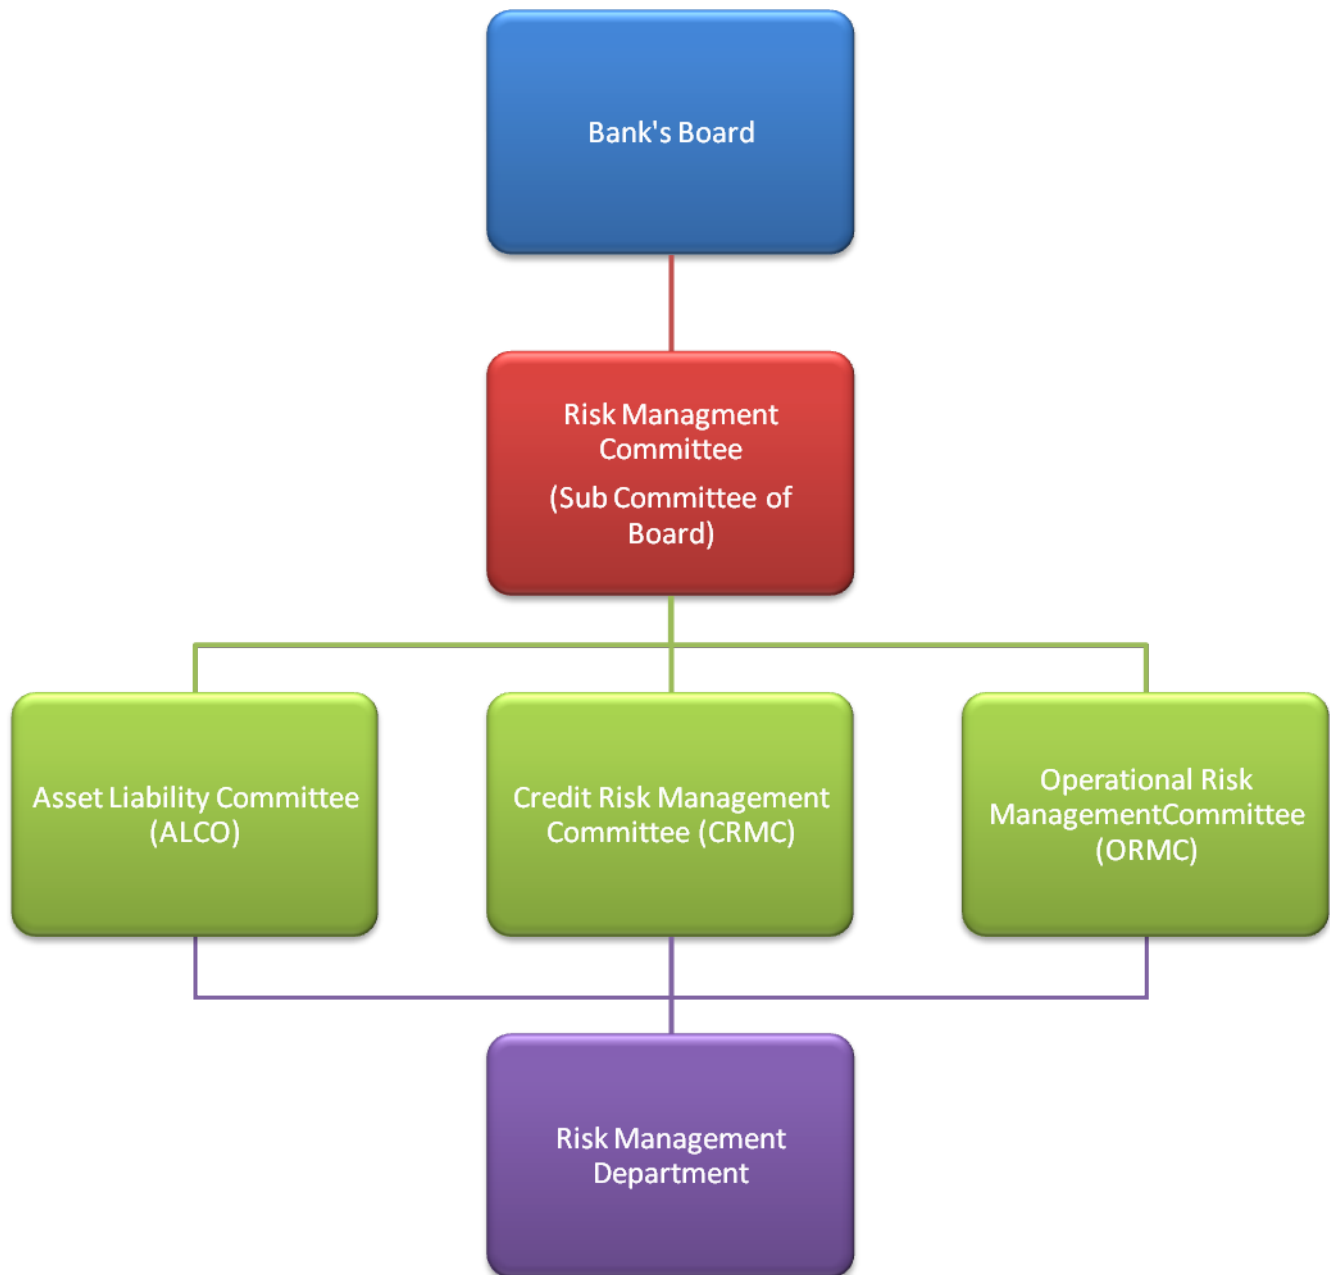 Bank's Board
Risk Managment
Committee
(Sub Committee of
Board)
Asset Liability Committee
(ALCO)
Credit Risk Management
Committee (CRMC)
Operational Risk
ManagementCommittee
(ORMC)
Risk Management
Department